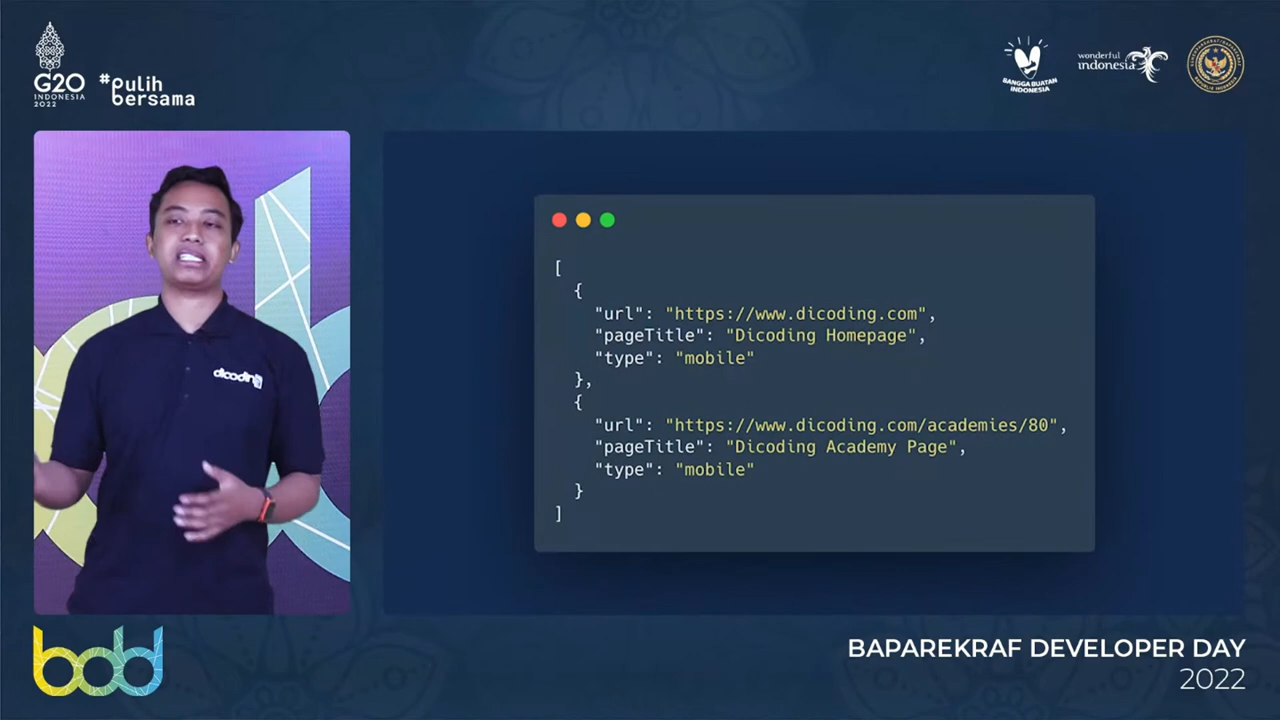 G20
INDONESIA
2022
#pulih
bersama
BANGGA BUATAN
INDONESIA
wonderful
indonesia
dicoding
[
{
"url": "https://www.dicoding.com",
"pageTitle": "Dicoding Homepage",
"type": "mobile"
},
{
"url": "https://www.dicoding.com/academies/80",
"pageTitle": "Dicoding Academy Page",
"type": "mobile"
}
]
bdd
BAPAREKRAF DEVELOPER DAY
2022